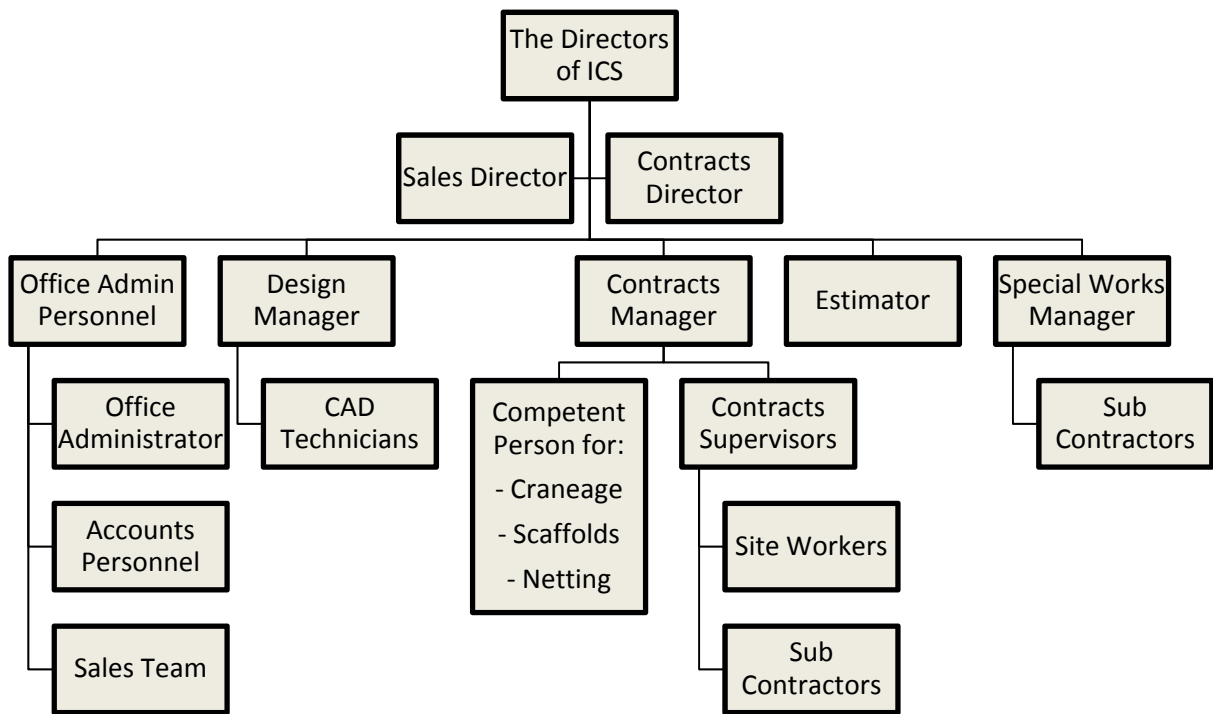 The Directors
of ICS
Sales Director
Contracts
Director
Office Admin
Personnel
Design
Manager
Contracts
Manager
Estimator
Special Works
Manager
Office
Administrator
CAD
Technicians
Competent
Person for:
- Craneage
- Scaffolds
- Netting
Contracts
Supervisors
Sub
Contractors
Accounts
Personnel
Site Workers
Sales Team
Sub
Contractors